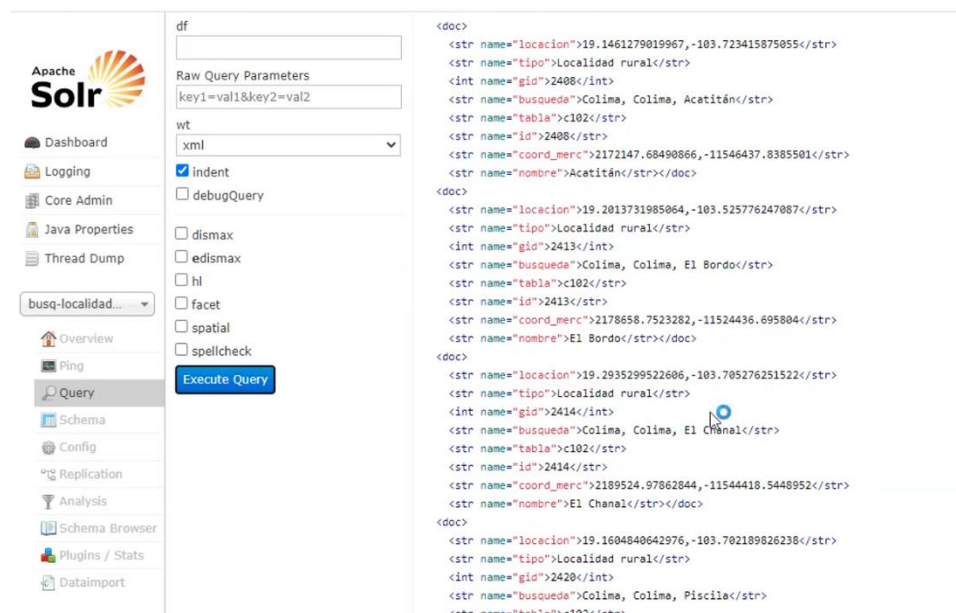 Apache
Solr
Dashboard
Logging
Core Admin
Java Properties
Thread Dump
busq-localidad...
Overview
Ping
Query
Schema
Config
Replication
Analysis
Schema Browser
Plugins / Stats
Dataimport
df
Raw Query Parameters
key1=val1&key2=val2
wt
xml
indent
debugQuery
dismax
edismax
hl
facet
spatial
spellcheck
Execute Query
<doc>
<str name="locacion">19.1461279019967,-103.723415875055</str>
<str name="tipo">Localidad rural</str>
<int name="gid">2408</int>
<str name="busqueda">Colima, Colima, Acatitán</str>
<str name="tabla">c102</str>
<str name="id">2408</str>
<str name="coord_merc">2172147.68490866,-11546437.8385501</str>
<str name="nombre">Acatitán</str></doc>
<doc>
<str name="locacion">19.2013731985064,-103.525776247087</str>
<str name="tipo">Localidad rural</str>
<int name="gid">2413</int>
<str name="busqueda">Colima, Colima, El Bordo</str>
<str name="tabla">c102</str>
<str name="id">2413</str>
<str name="coord_merc">2178658.7523282,-11524436.695804</str>
<str name="nombre">El Bordo</str></doc>
<doc>
<str name="locacion">19.2935299522606,-103.705276251522</str>
<str name="tipo">Localidad rural</str>
<int name="gid">2414</int>
<str name="busqueda">Colima, Colima, El Chanal</str>
<str name="tabla">c102</str>
<str name="id">2414</str>
<str name="coord_merc">2189524.97862844,-11544418.5448952</str>
<str name="nombre">El Chanal</str></doc>
<doc>
<str name="locacion">19.1604840642976,-103.702189826238</str>
<str name="tipo">Localidad rural</str>
<int name="gid">2420</int>
<str name="busqueda">Colima, Colima, Piscila</str>
<str name="tabla">c102</str>